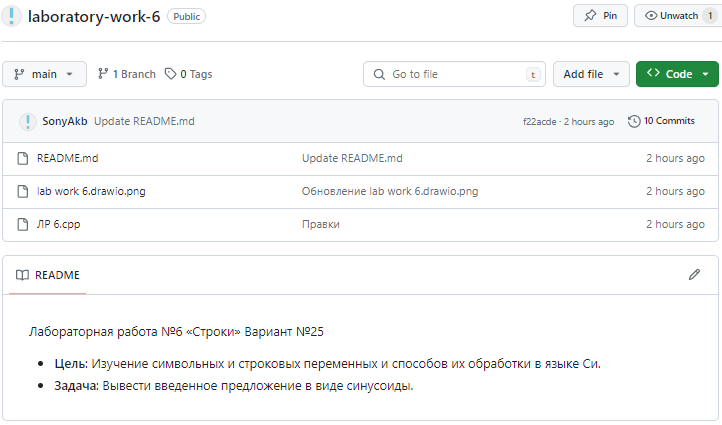 laboratory-work-6 Public Pin Unwatch 1
main 1 Branch 0 Tags Go to file t Add file Code
SonyAkb Update README.md f22acde · 2 hours ago 10 Commits
README.md Update README.md 2 hours ago
lab work 6.drawio.png Обновление lab work 6.drawio.png 2 hours ago
ЛР 6.cpp Правки 2 hours ago
README
Лабораторная работа №6 «Строки» Вариант №25
• Цель: Изучение символьных и строковых переменных и способов их обработки в языке Си.
• Задача: Вывести введенное предложение в виде синусоиды.